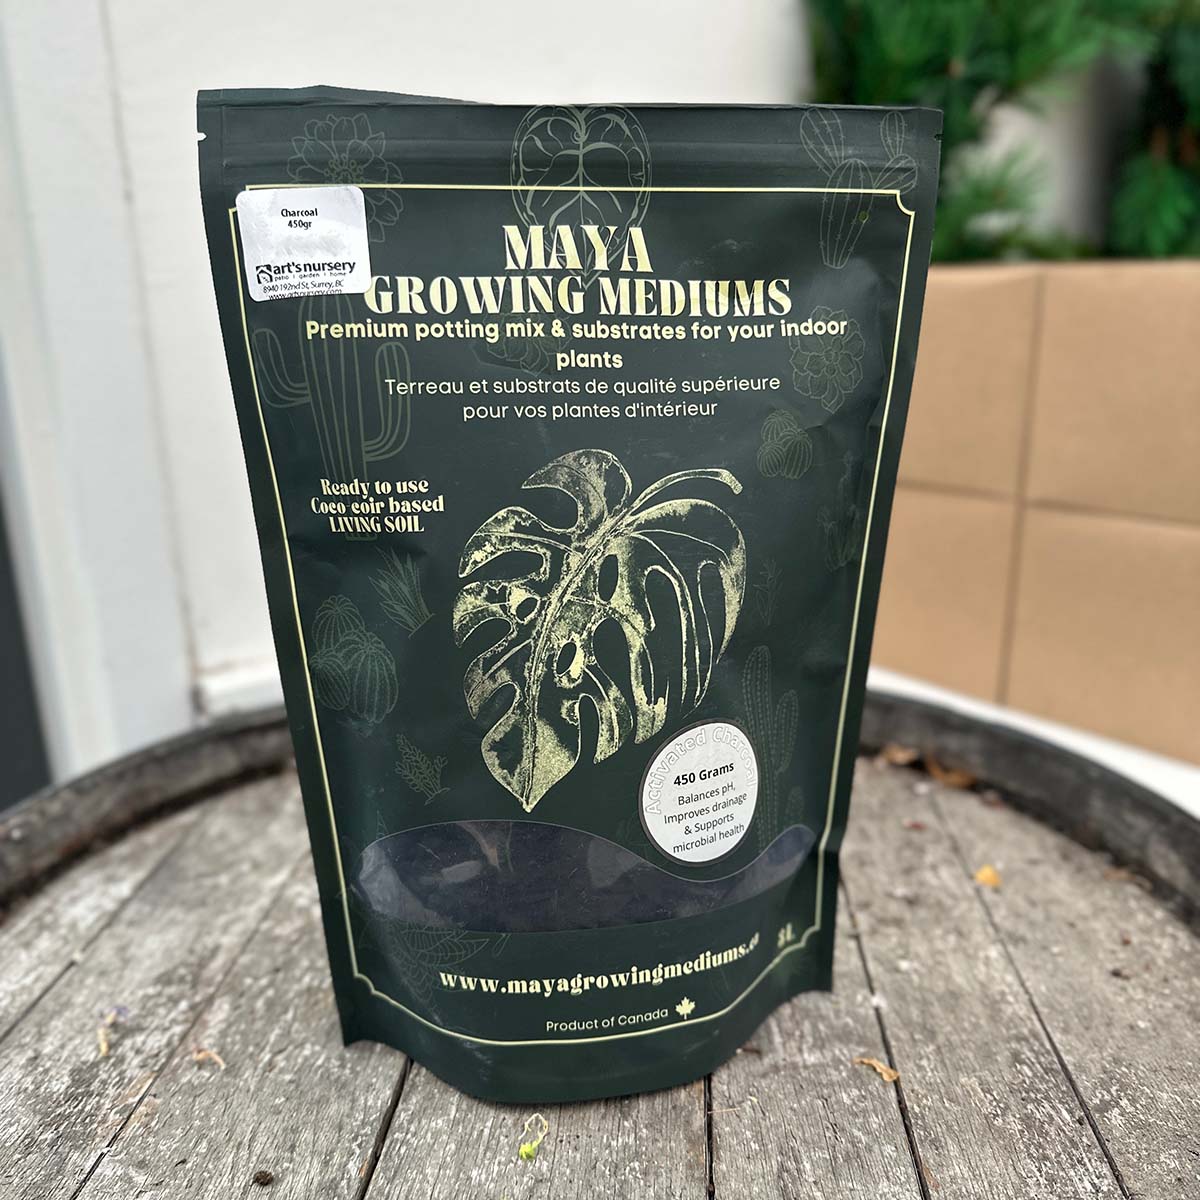 Charcoal
450gr
art's nursery
patio | garden | home
8940 192nd St, Surrey, BC
www.artsnursery.com
MAYA
GROWING MEDIUMS
Premium potting mix & substrates for your indoor
plants
Terreau et substrats de qualité supérieure
pour vos plantes d'intérieur
Ready to use
Coco-coir based
LIVING SOIL
Activated Charcoal
450 Grams
Balances pH,
Improves drainage
& Supports
microbial health
www.mayagrowingmediums.ca
Product of Canada